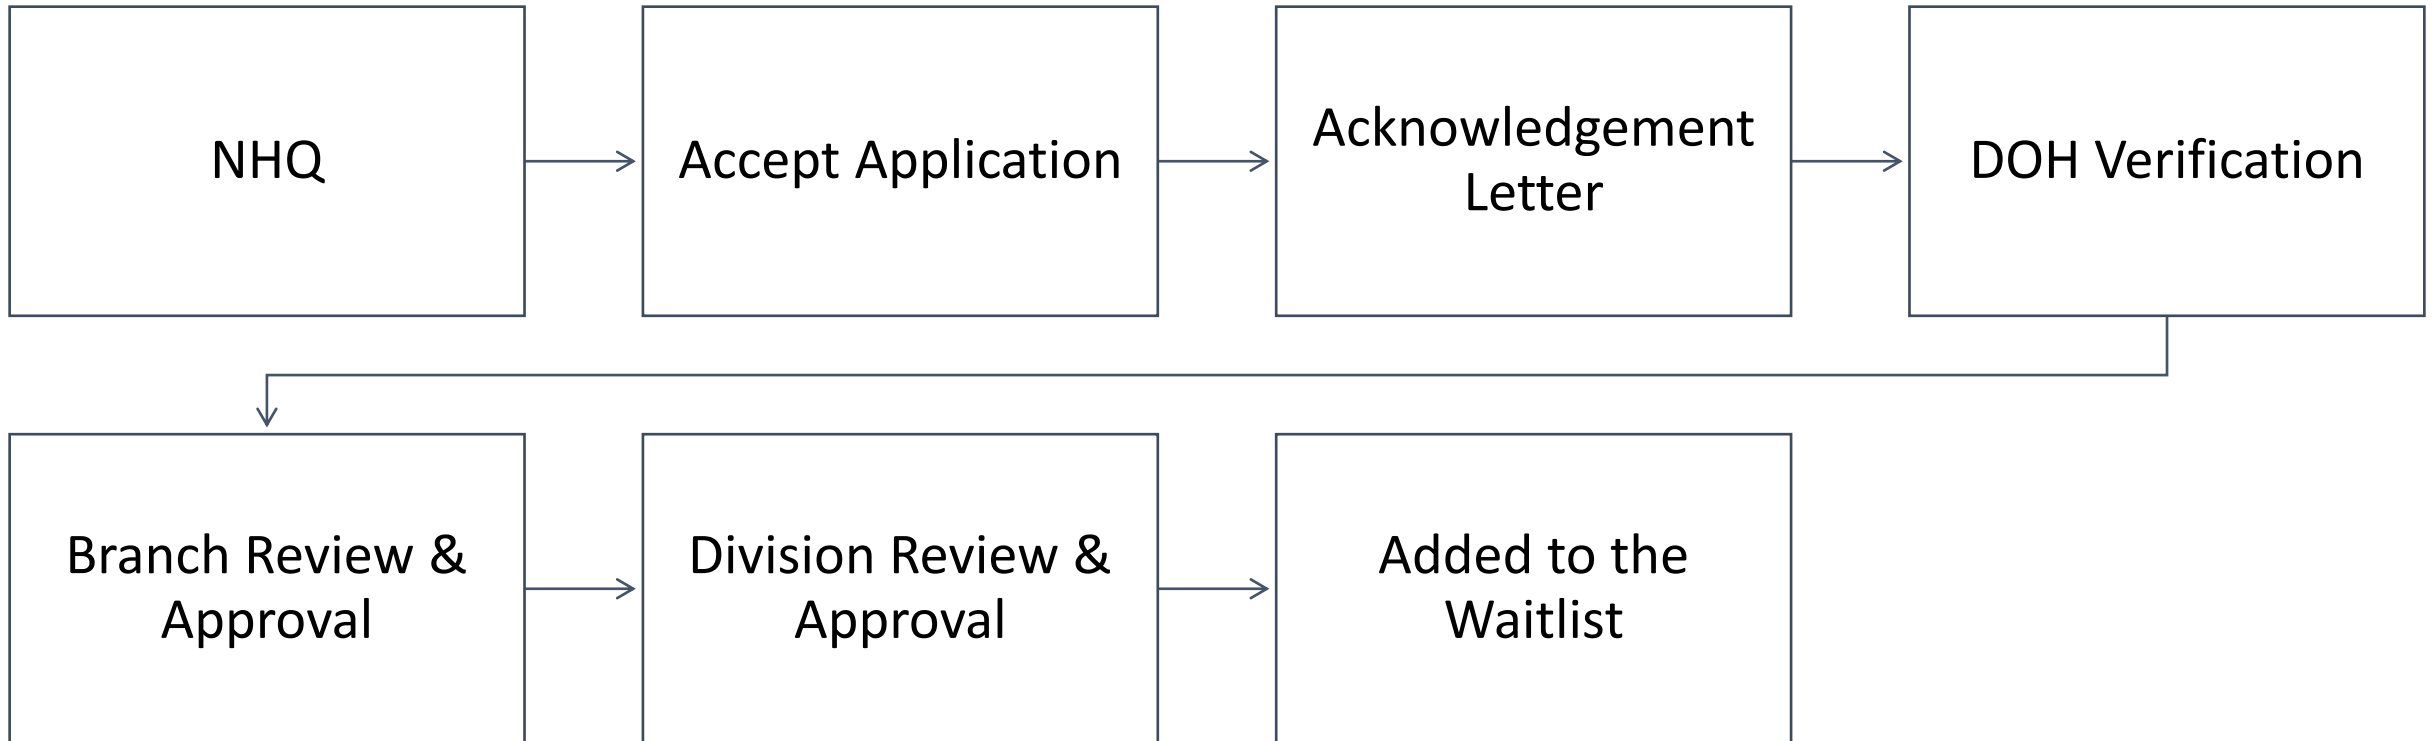 NHQ
Accept Application
Acknowledgement
Letter
DOH Verification
Branch Review &
Approval
Division Review &
Approval
Added to the
Waitlist